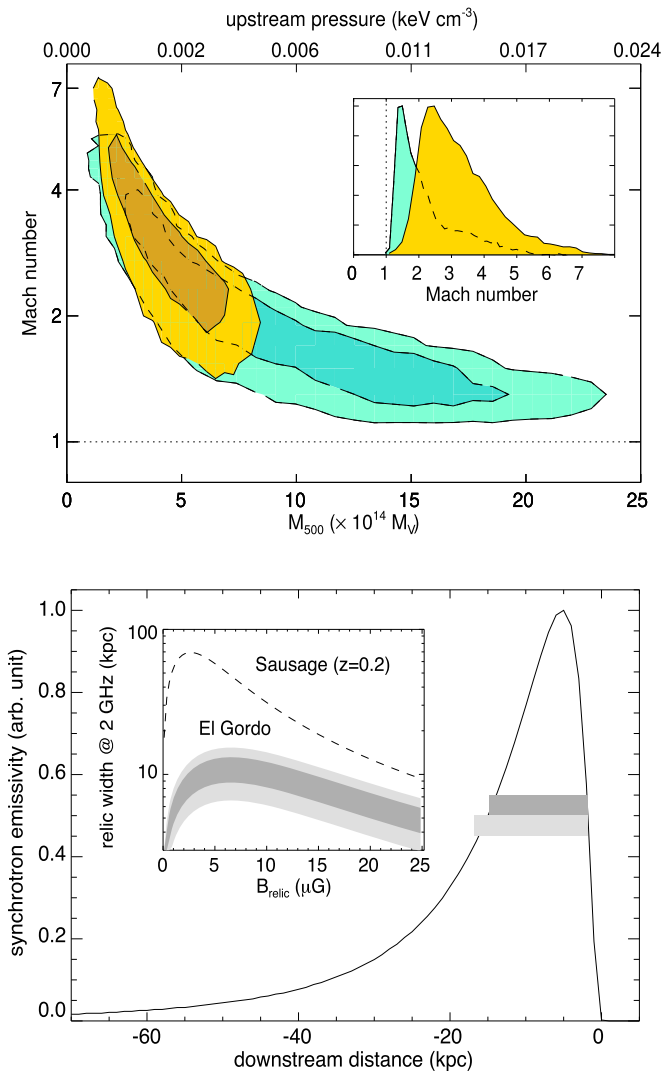 upstream pressure (keV cm⁻³)
0.000 0.002 0.006 0.011 0.017 0.024
7
4
2
1
Mach number
0 1 2 3 4 5 6 7
Mach number
0 5 10 15 20 25
M₅₀₀ (× 10¹⁴ M_V)
1.0
0.8
0.6
0.4
0.2
0.0
synchrotron emissivity (arb. unit)
100
10
relic width @ 2 GHz (kpc)
Sausage (z=0.2)
El Gordo
0 5 10 15 20 25
B_relic (μG)
-60 -40 -20 0
downstream distance (kpc)